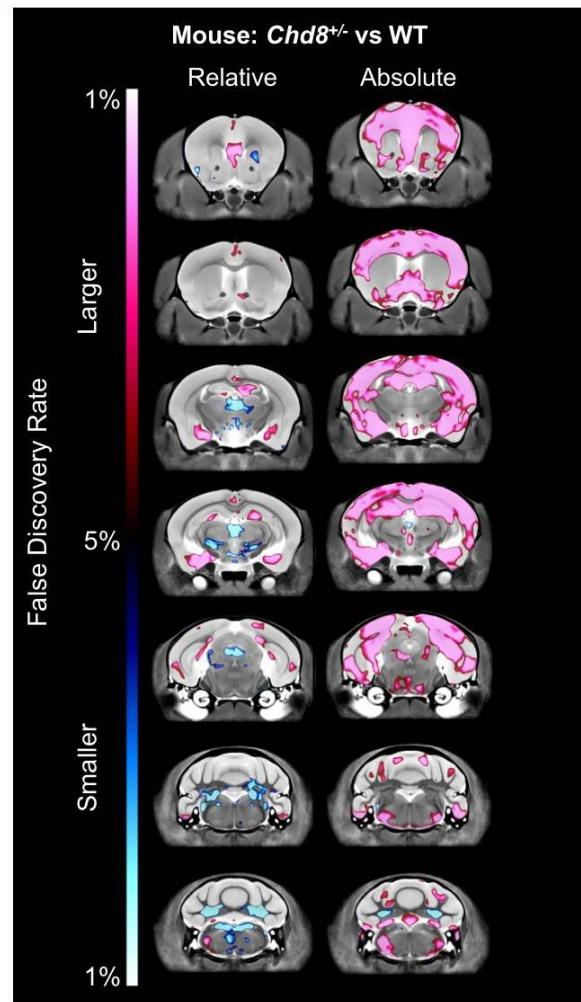 Mouse: Chd8+/- vs WT
Relative Absolute
1%
Larger
False Discovery Rate
5%
Smaller
1%